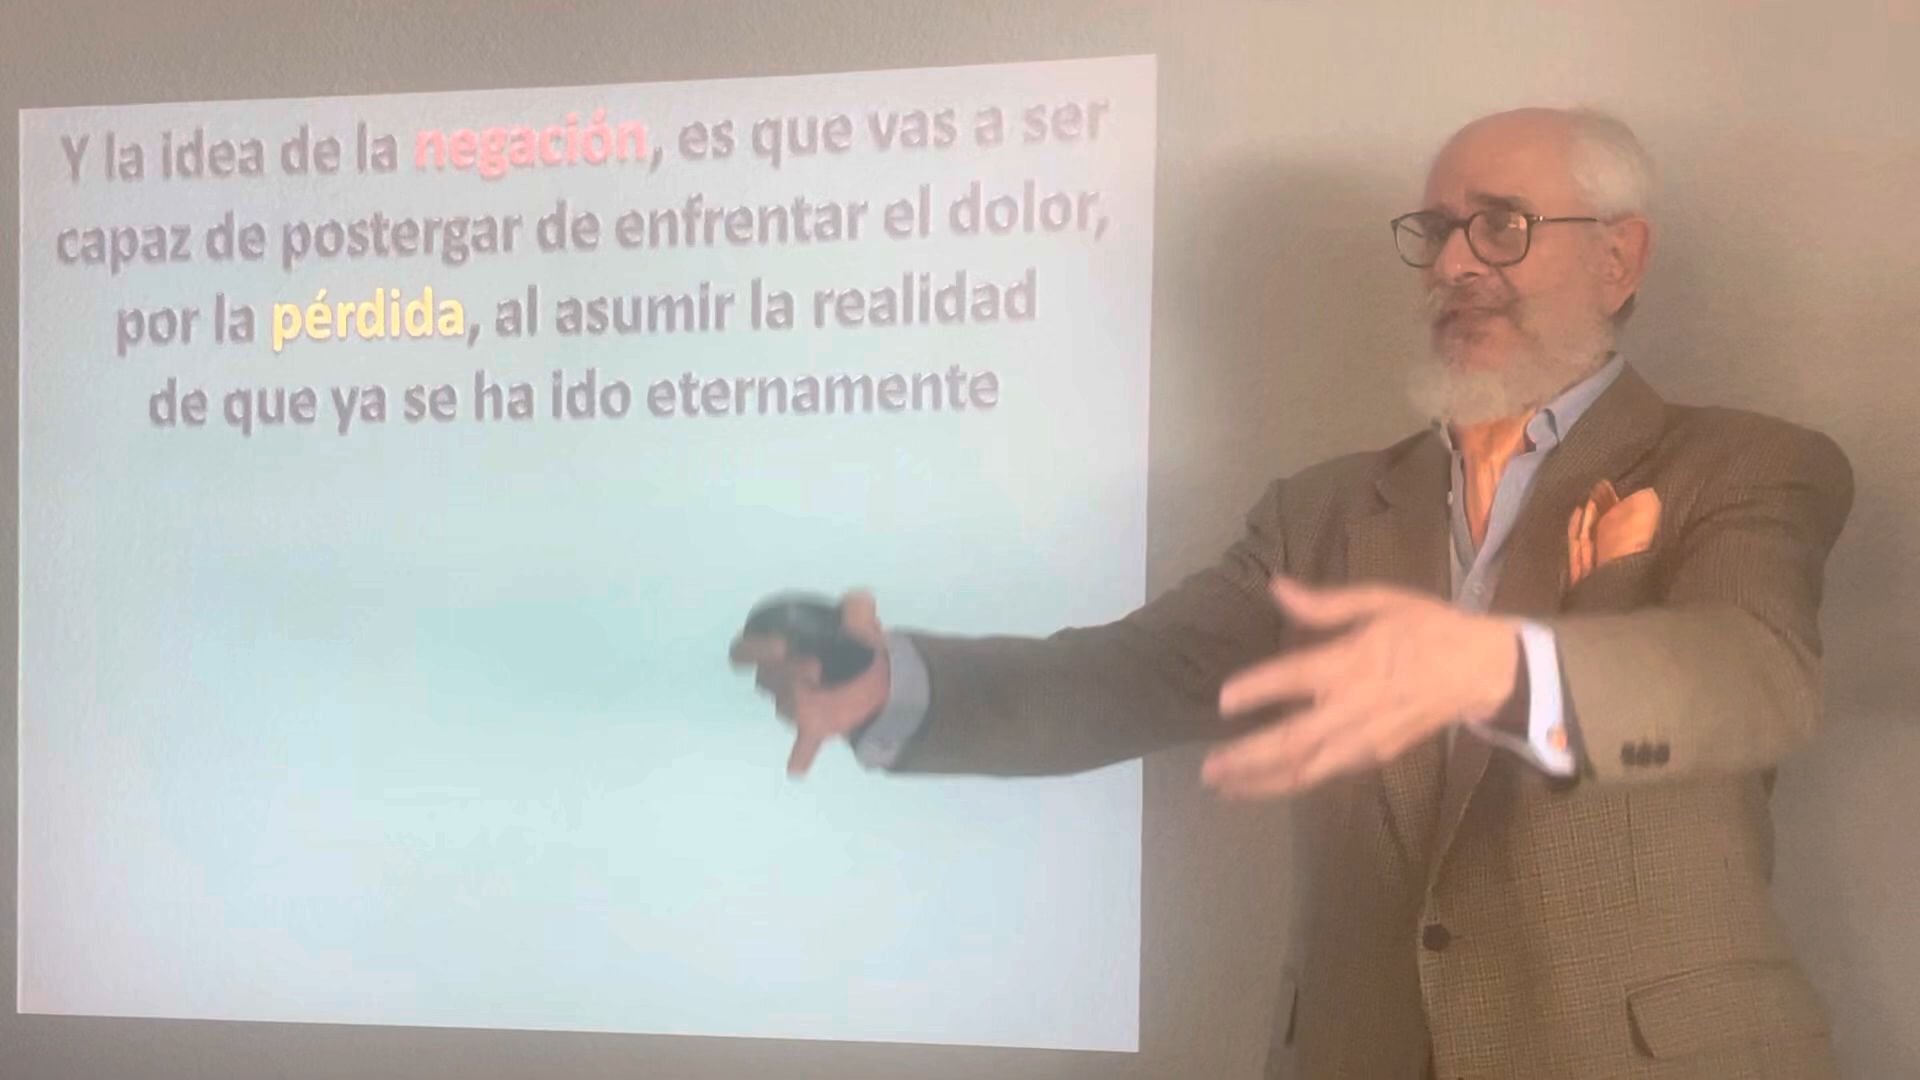 Y la idea de la negación, es que vas a ser
capaz de postergar de enfrentar el dolor,
por la pérdida, al asumir la realidad
de que ya se ha ido eternamente